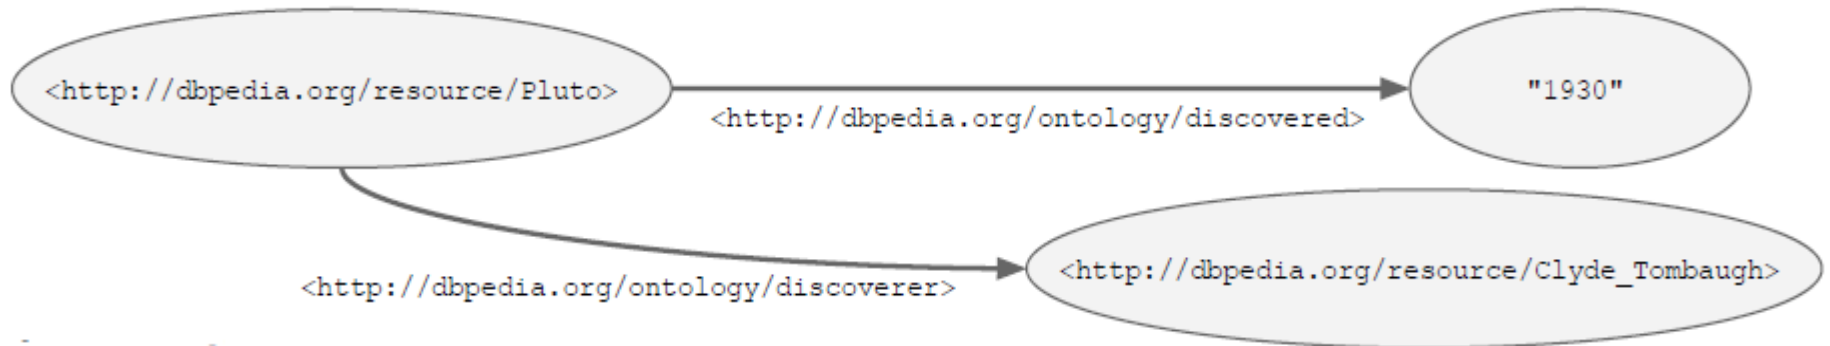 <http://dbpedia.org/resource/Pluto>
"1930"
<http://dbpedia.org/ontology/discovered>
<http://dbpedia.org/resource/Clyde_Tombaugh>
<http://dbpedia.org/ontology/discoverer>